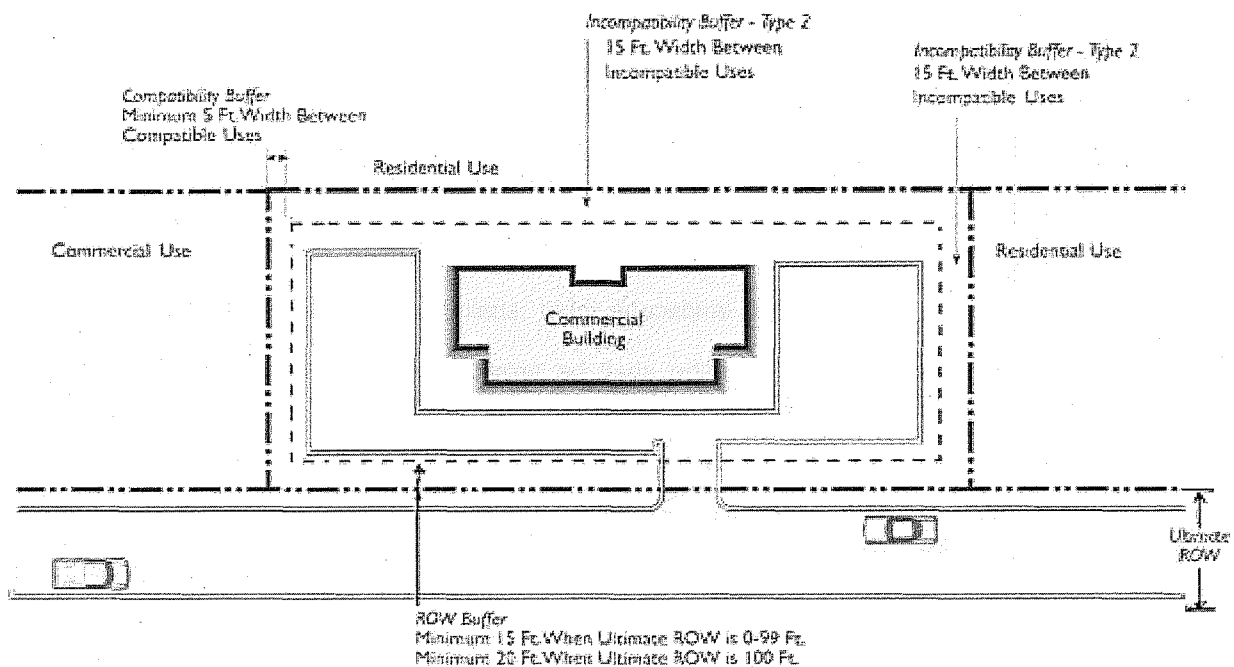 Incompatibility Buffer - Type 2
15 Ft. Width Between
Incompatible Uses
Incompatibility Buffer - Type 2
15 Ft. Width Between
Incompatible Uses
Compatibility Buffer
Minimum 5 Ft. Width Between
Compatible Uses
Residential Use
Commercial Use
Residential Use
Commercial
Building
Ultimate
ROW
ROW Buffer
Minimum 15 Ft. When Ultimate ROW is 0-99 Ft.
Minimum 20 Ft. When Ultimate ROW is 100 Ft.